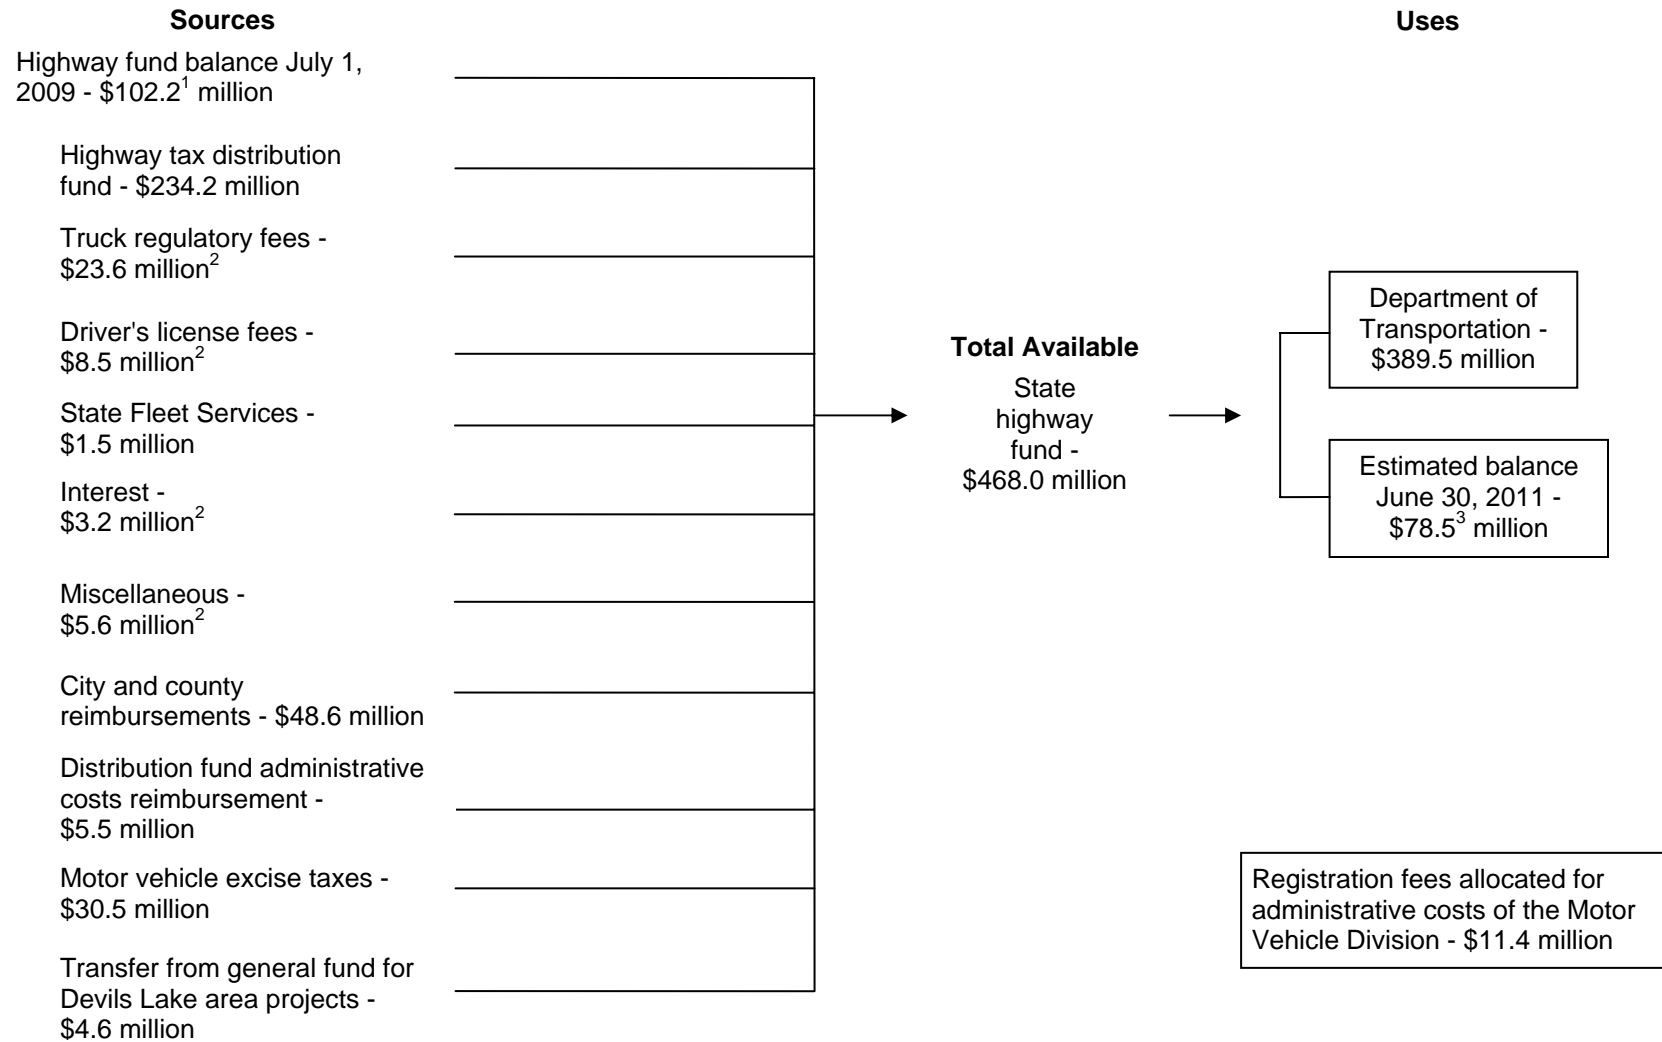 Sources
Highway fund balance July 1,
2009 - $102.2¹ million
Highway tax distribution
fund - $234.2 million
Truck regulatory fees -
$23.6 million²
Driver's license fees -
$8.5 million²
State Fleet Services -
$1.5 million
Interest -
$3.2 million²
Miscellaneous -
$5.6 million²
City and county
reimbursements - $48.6 million
Distribution fund administrative
costs reimbursement -
$5.5 million
Motor vehicle excise taxes -
$30.5 million
Transfer from general fund for
Devils Lake area projects -
$4.6 million
Total Available
State
highway
fund -
$468.0 million
Uses
Department of
Transportation -
$389.5 million
Estimated balance
June 30, 2011 -
$78.5³ million
Registration fees allocated for
administrative costs of the Motor
Vehicle Division - $11.4 million